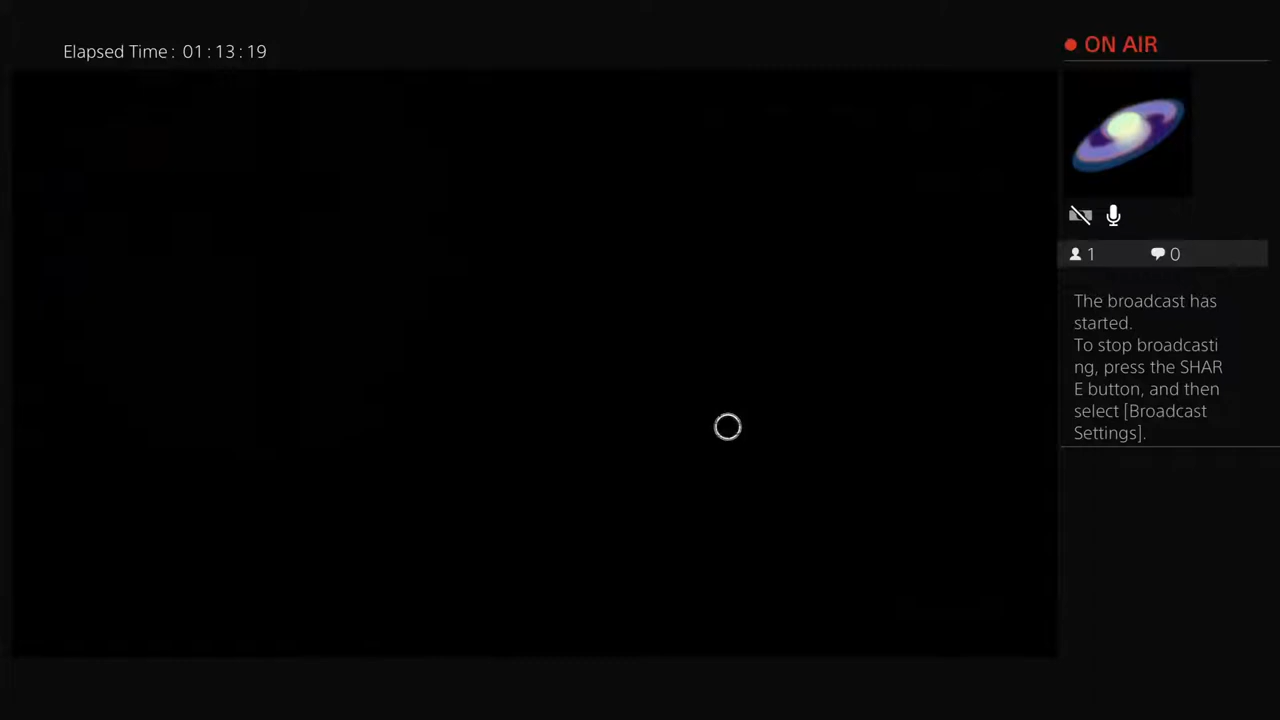 Elapsed Time: 01:13:19
ON AIR
1 0
The broadcast has
started.
To stop broadcasti
ng, press the SHAR
E button, and then
select [Broadcast
Settings].